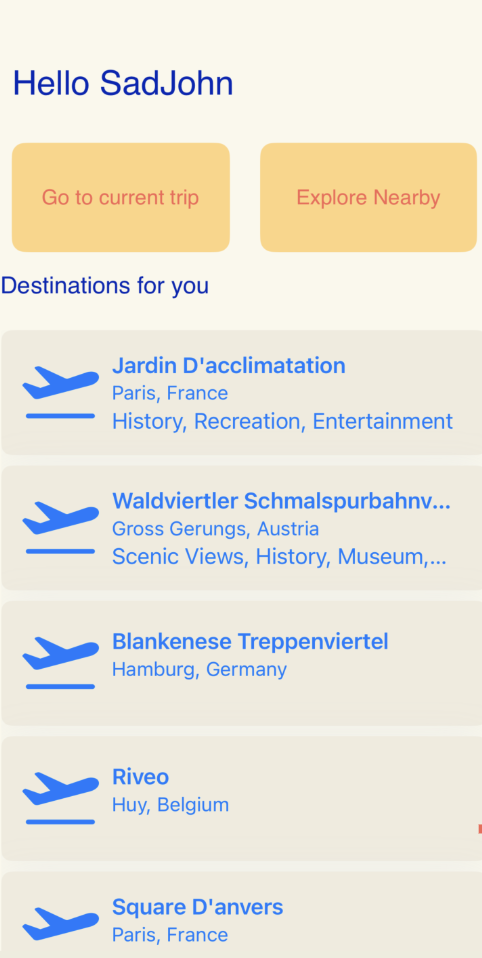 Hello SadJohn
Go to current trip
Explore Nearby
Destinations for you
Jardin D'acclimatation
Paris, France
History, Recreation, Entertainment
Waldviertler Schmalspurbahnv...
Gross Gerungs, Austria
Scenic Views, History, Museum,...
Blankenese Treppenviertel
Hamburg, Germany
Riveo
Huy, Belgium
Square D'anvers
Paris, France